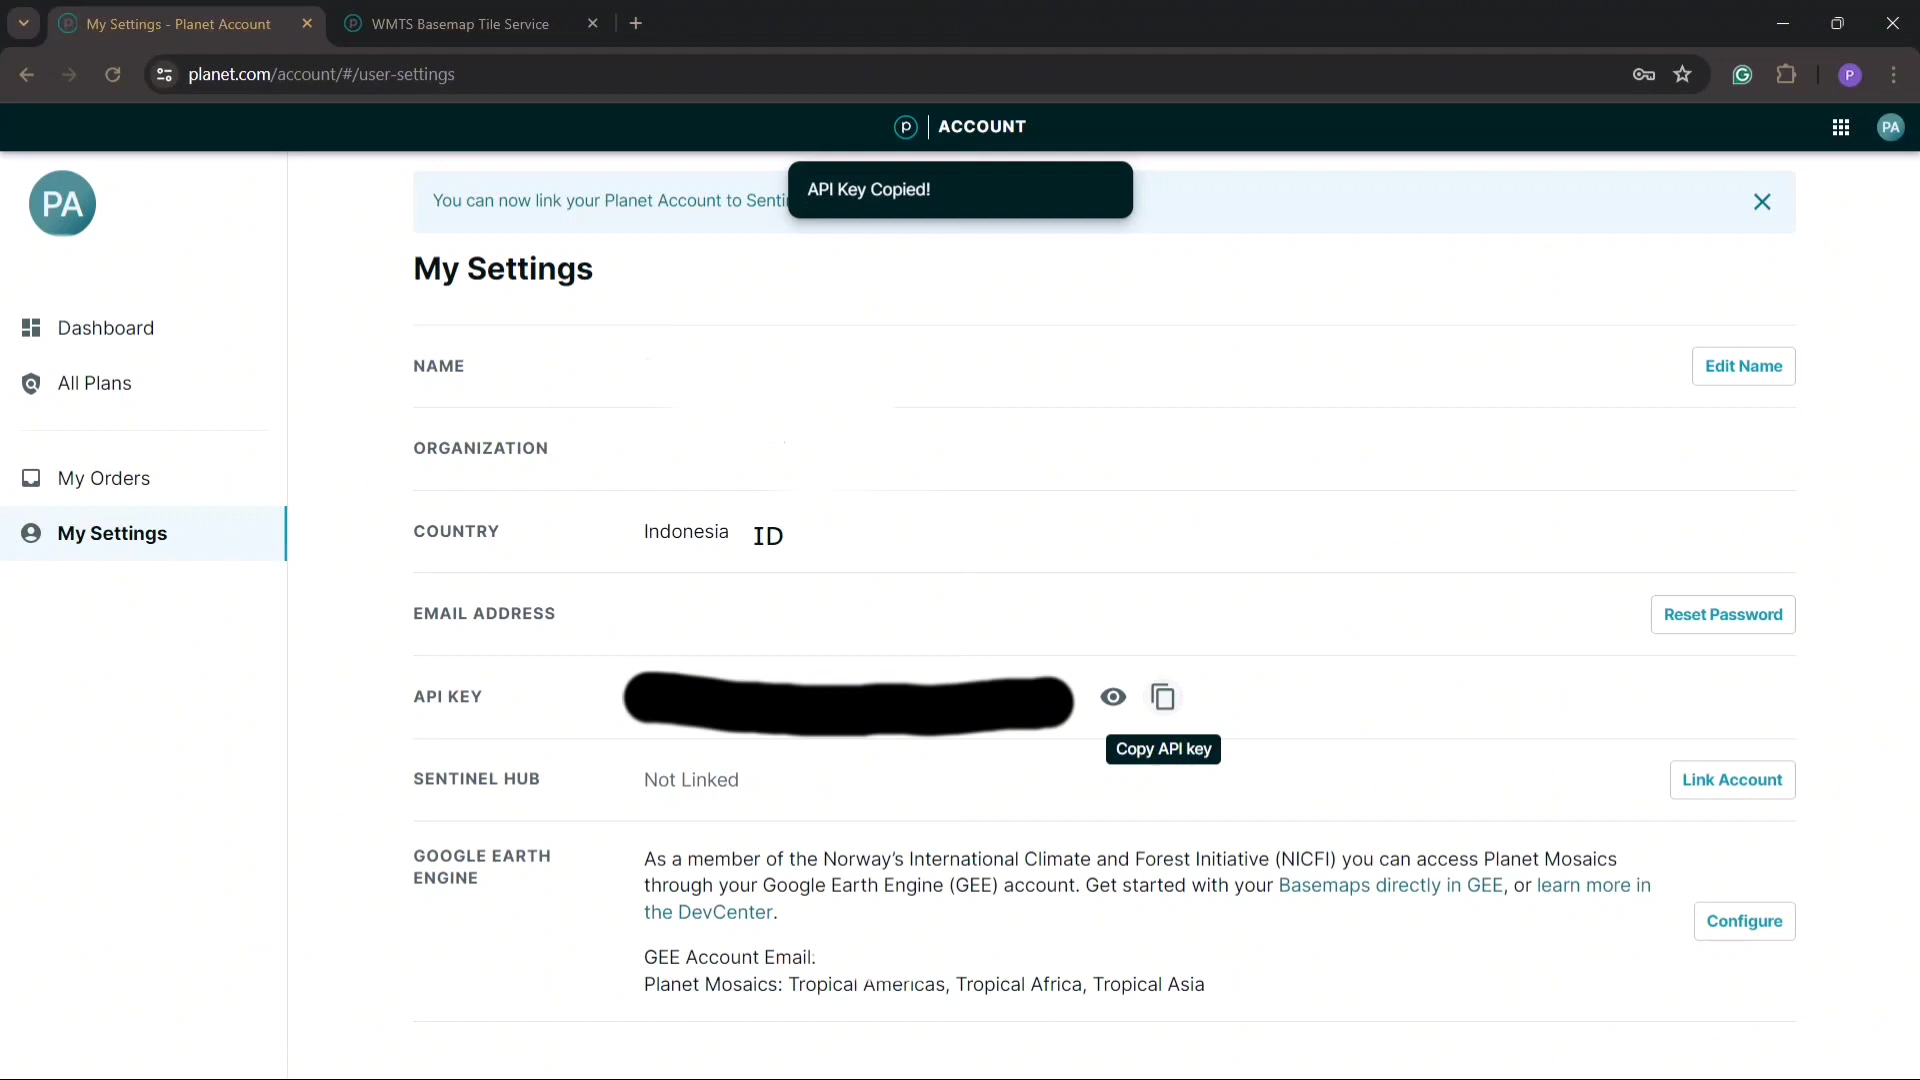 My Settings - Planet Account
WMTS Basemap Tile Service
planet.com/account/#/user-settings
P
p
ACCOUNT
PA
PA
You can now link your Planet Account to
API Key Copied!
My Settings
Dashboard
All Plans
My Orders
My Settings
NAME
Edit Name
ORGANIZATION
COUNTRY
Indonesia ID
EMAIL ADDRESS
Reset Password
API KEY
Copy API key
SENTINEL HUB
Not Linked
Link Account
GOOGLE EARTH
ENGINE
As a member of the Norway's International Climate and Forest Initiative (NICFI) you can access Planet Mosaics
through your Google Earth Engine (GEE) account. Get started with your Basemaps directly in GEE, or learn more in
the DevCenter.
Configure
GEE Account Email:
Planet Mosaics: Tropical Americas, Tropical Africa, Tropical Asia